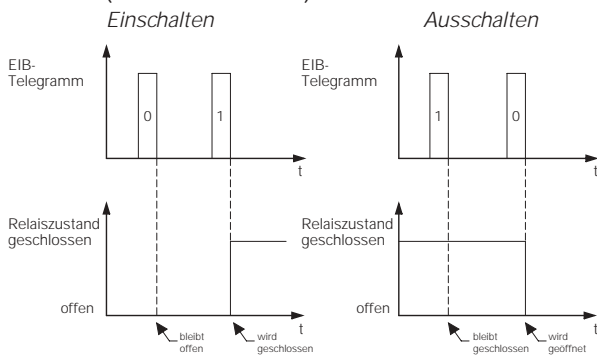 Einschalten
EIB-
Telegramm
0
1
t
Relaiszustand
geschlossen
offen
t
bleibt
offen
wird
geschlossen
Ausschalten
EIB-
Telegramm
1
0
t
Relaiszustand
geschlossen
offen
t
bleibt
geschlossen
wird
geöffnet